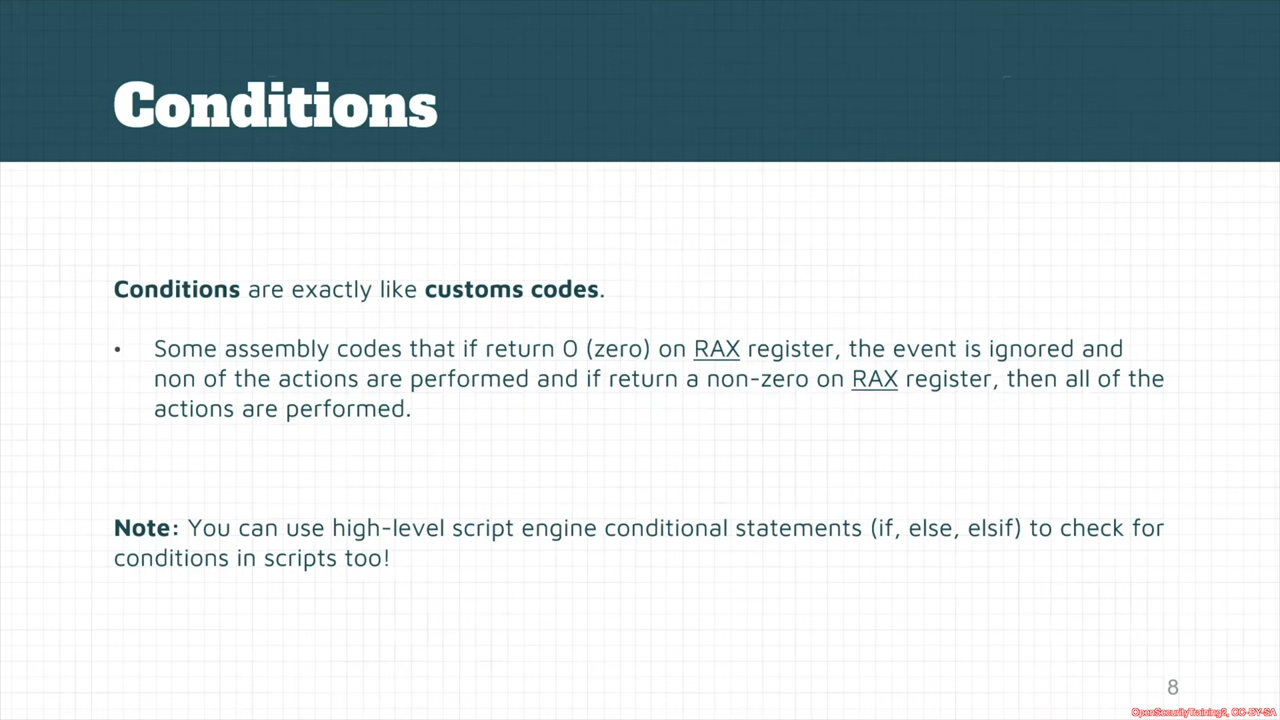 Conditions
Conditions are exactly like customs codes.
• Some assembly codes that if return 0 (zero) on RAX register, the event is ignored and
non of the actions are performed and if return a non-zero on RAX register, then all of the
actions are performed.
Note: You can use high-level script engine conditional statements (if, else, elsif) to check for
conditions in scripts too!
8
OpenSecurityTraining2, CC-BY-SA